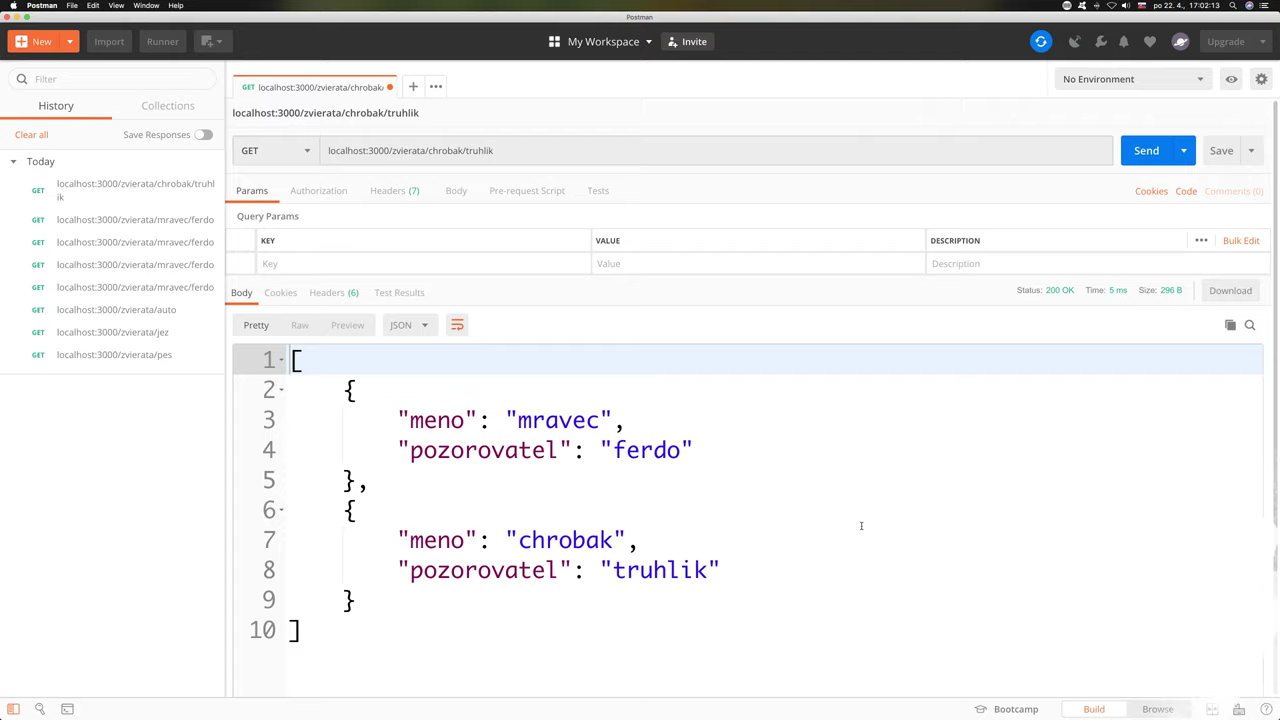 Postman File Edit View Window Help
po 22. 4., 17:02:13
Postman
New
Import
Runner
My Workspace
Invite
Upgrade
Filter
History
Collections
Clear all
Save Responses
Today
GET localhost:3000/zvierata/chrobak/truhl
ik
GET localhost:3000/zvierata/mravec/ferdo
GET localhost:3000/zvierata/mravec/ferdo
GET localhost:3000/zvierata/mravec/ferdo
GET localhost:3000/zvierata/mravec/ferdo
GET localhost:3000/zvierata/auto
GET localhost:3000/zvierata/jez
GET localhost:3000/zvierata/pes
GET localhost:3000/zvierata/chrobak/
No Environment
localhost:3000/zvierata/chrobak/truhlik
GET localhost:3000/zvierata/chrobak/truhlik
Send
Save
Params Authorization Headers (7) Body Pre-request Script Tests
Cookies Code Comments (0)
Query Params
KEY VALUE DESCRIPTION
Bulk Edit
Key Value Description
Body Cookies Headers (6) Test Results
Status: 200 OK Time: 5 ms Size: 296 B
Download
Pretty Raw Preview
JSON
1 [
2 {
3 "meno": "mravec",
4 "pozorovatel": "ferdo"
5 },
6 {
7 "meno": "chrobak",
8 "pozorovatel": "truhlik"
9 }
10 ]
Bootcamp
Build
Browse